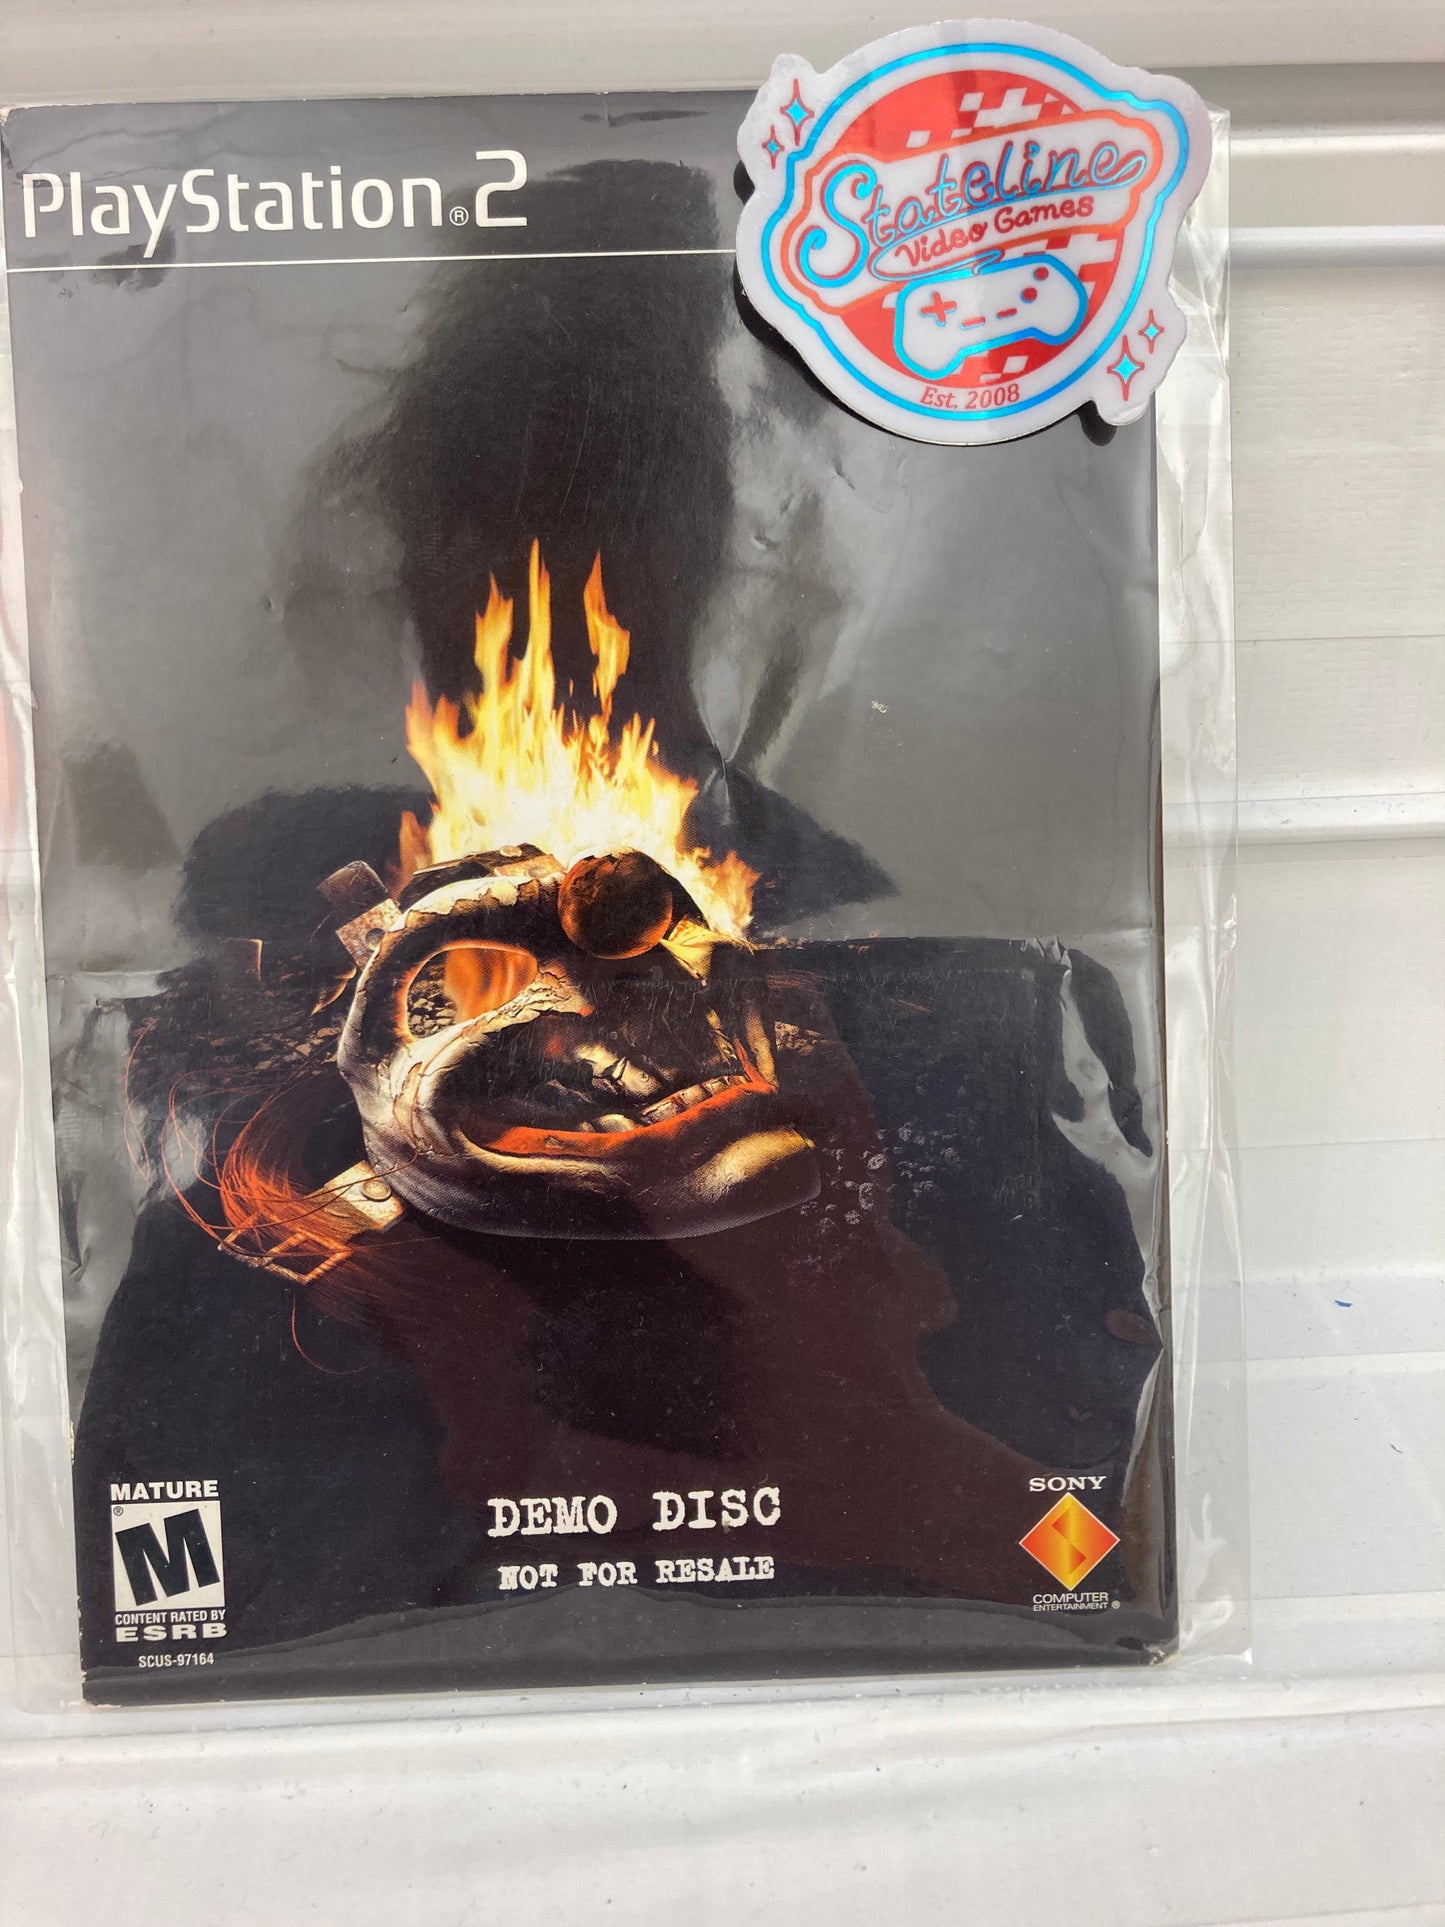 PlayStation®2
Stateline
Video Games
Est. 2008
DEMO DISC
NOT FOR RESALE
MATURE
M
®
CONTENT RATED BY
ESRB
SCUS-97164
SONY
COMPUTER
ENTERTAINMENT ®